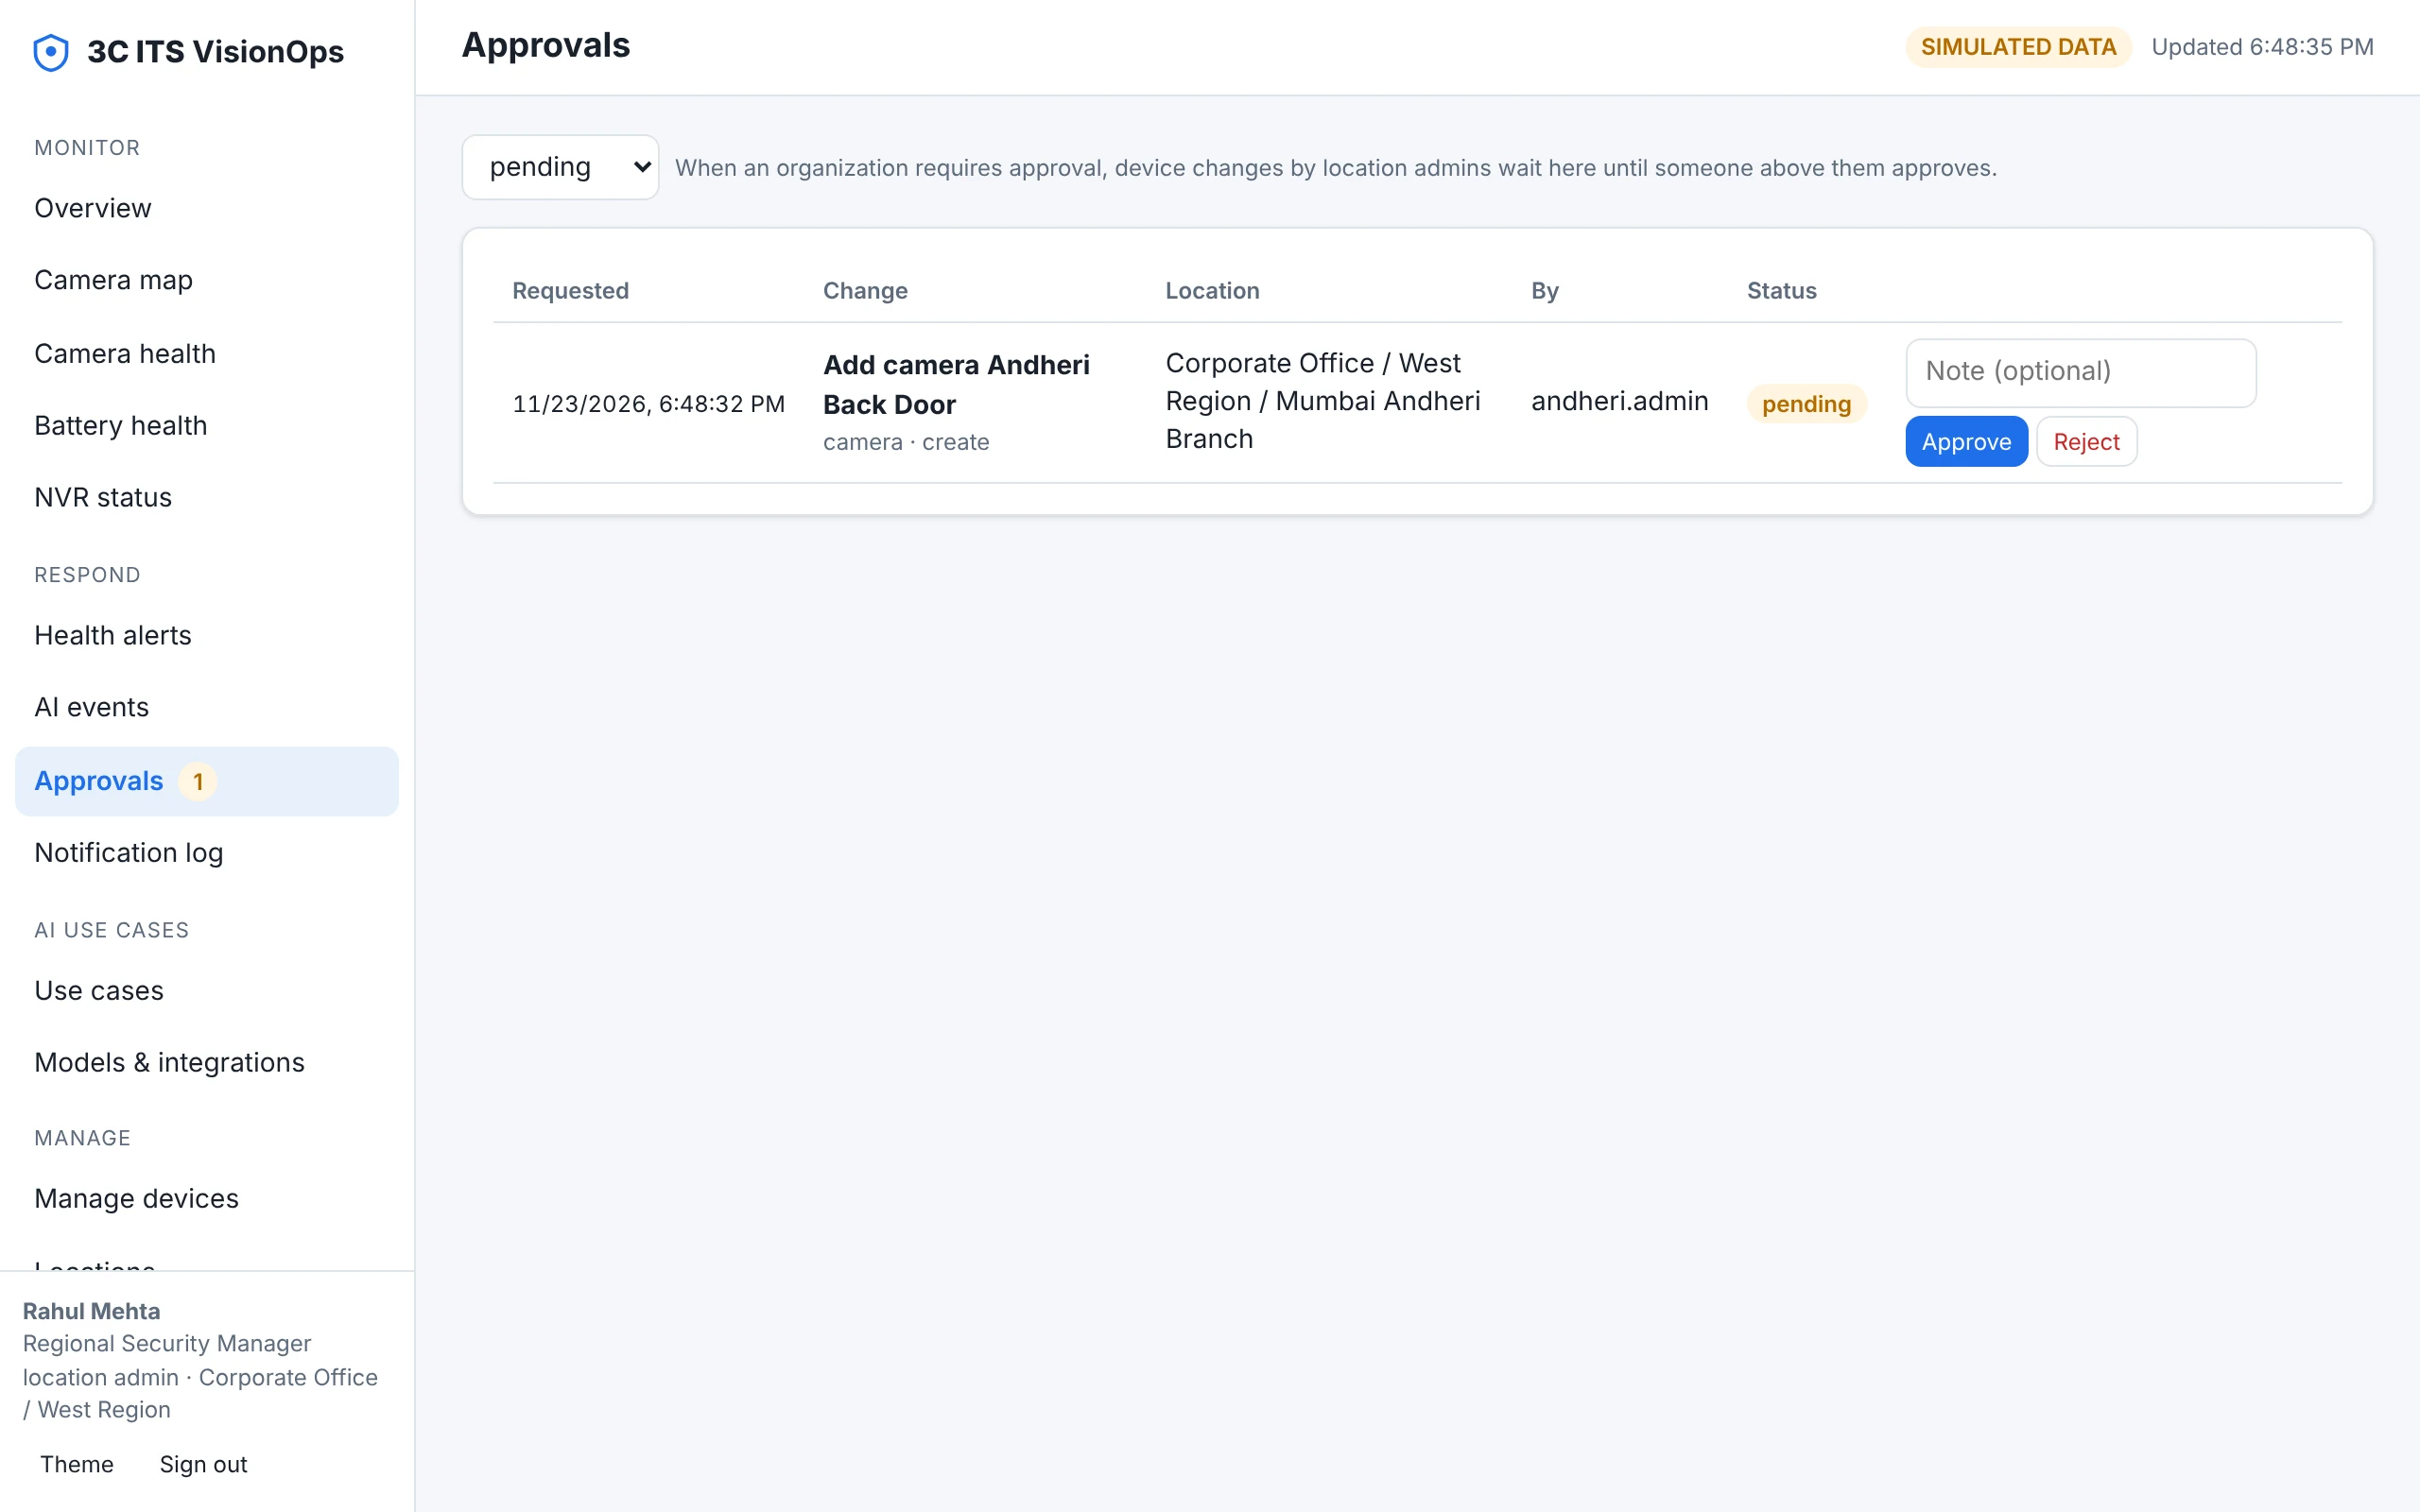 3C ITS VisionOps
MONITOR
Overview
Camera map
Camera health
Battery health
NVR status
RESPOND
Health alerts
AI events
Approvals 1
Notification log
AI USE CASES
Use cases
Models & integrations
MANAGE
Manage devices
Locations
Rahul Mehta
Regional Security Manager
location admin · Corporate Office
/ West Region
Theme Sign out
Approvals
SIMULATED DATA Updated 6:48:35 PM
pending When an organization requires approval, device changes by location admins wait here until someone above them approves.
Requested Change Location By Status
11/23/2026, 6:48:32 PM
Add camera Andheri
Back Door
camera · create
Corporate Office / West
Region / Mumbai Andheri
Branch
andheri.admin
pending
Note (optional)
Approve Reject